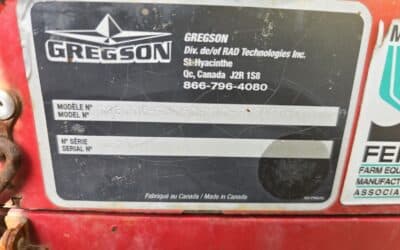 GREGSON
GREGSON
Div. de/of RAD Technologies Inc.
St-Hyacinthe
Qc, Canada J2R 1S8
866-796-4080
MODÈLE N°
MODEL N°
N° SÉRIE
SERIAL N°
Fabriqué au Canada / Made in Canada
M
FE
FARM EQU
MANUFACT
ASSOCIA